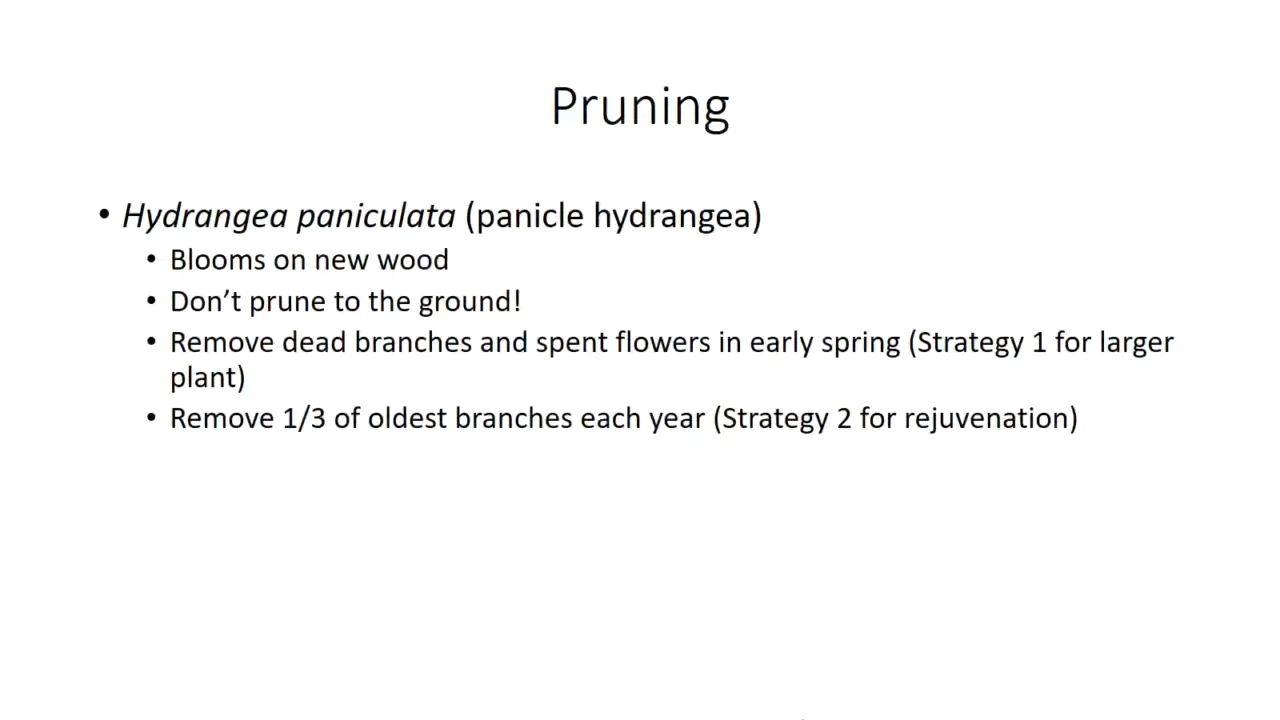 Pruning
• Hydrangea paniculata (panicle hydrangea)
• Blooms on new wood
• Don’t prune to the ground!
• Remove dead branches and spent flowers in early spring (Strategy 1 for larger
plant)
• Remove 1/3 of oldest branches each year (Strategy 2 for rejuvenation)